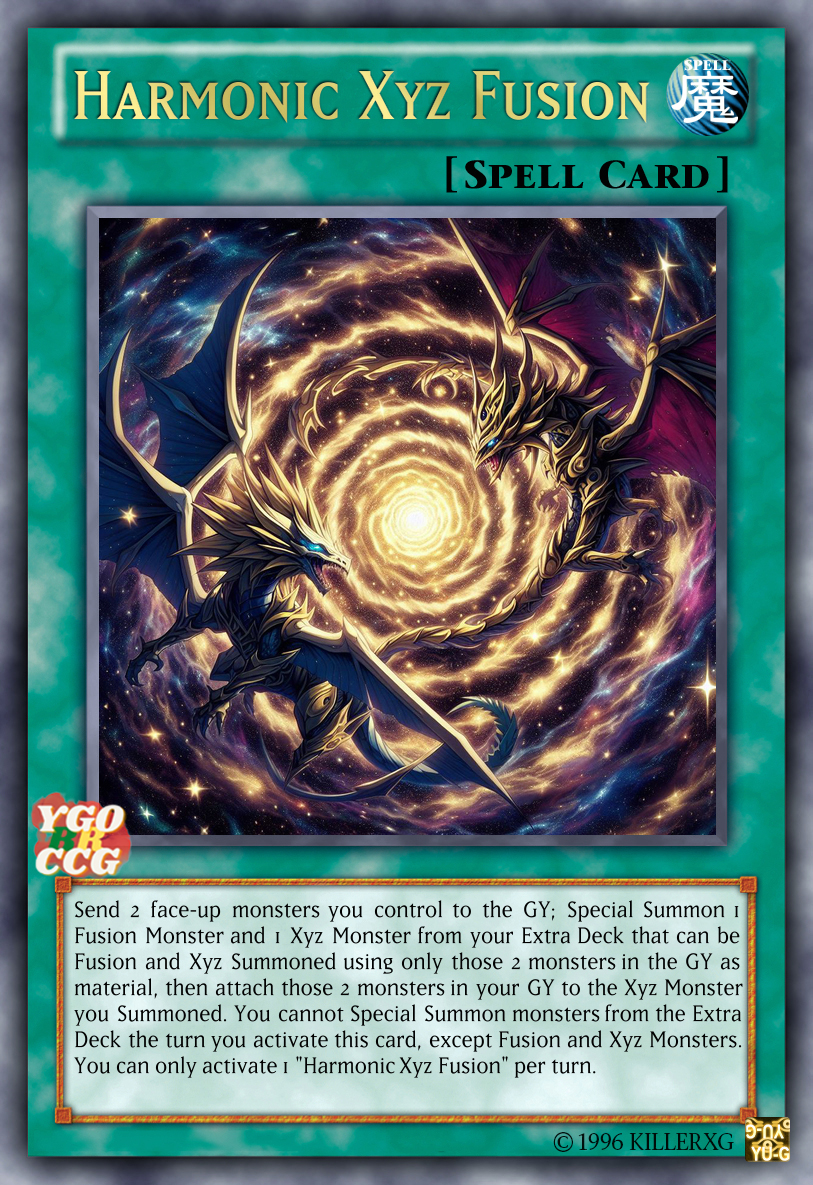 Harmonic Xyz Fusion
SPELL
魔
[Spell Card]
YGO
BR
CCG
Send 2 face-up monsters you control to the GY; Special Summon 1
Fusion Monster and 1 Xyz Monster from your Extra Deck that can be
Fusion and Xyz Summoned using only those 2 monsters in the GY as
material, then attach those 2 monsters in your GY to the Xyz Monster
you Summoned. You cannot Special Summon monsters from the Extra
Deck the turn you activate this card, except Fusion and Xyz Monsters.
You can only activate 1 "Harmonic Xyz Fusion" per turn.
© 1996 KILLERXG